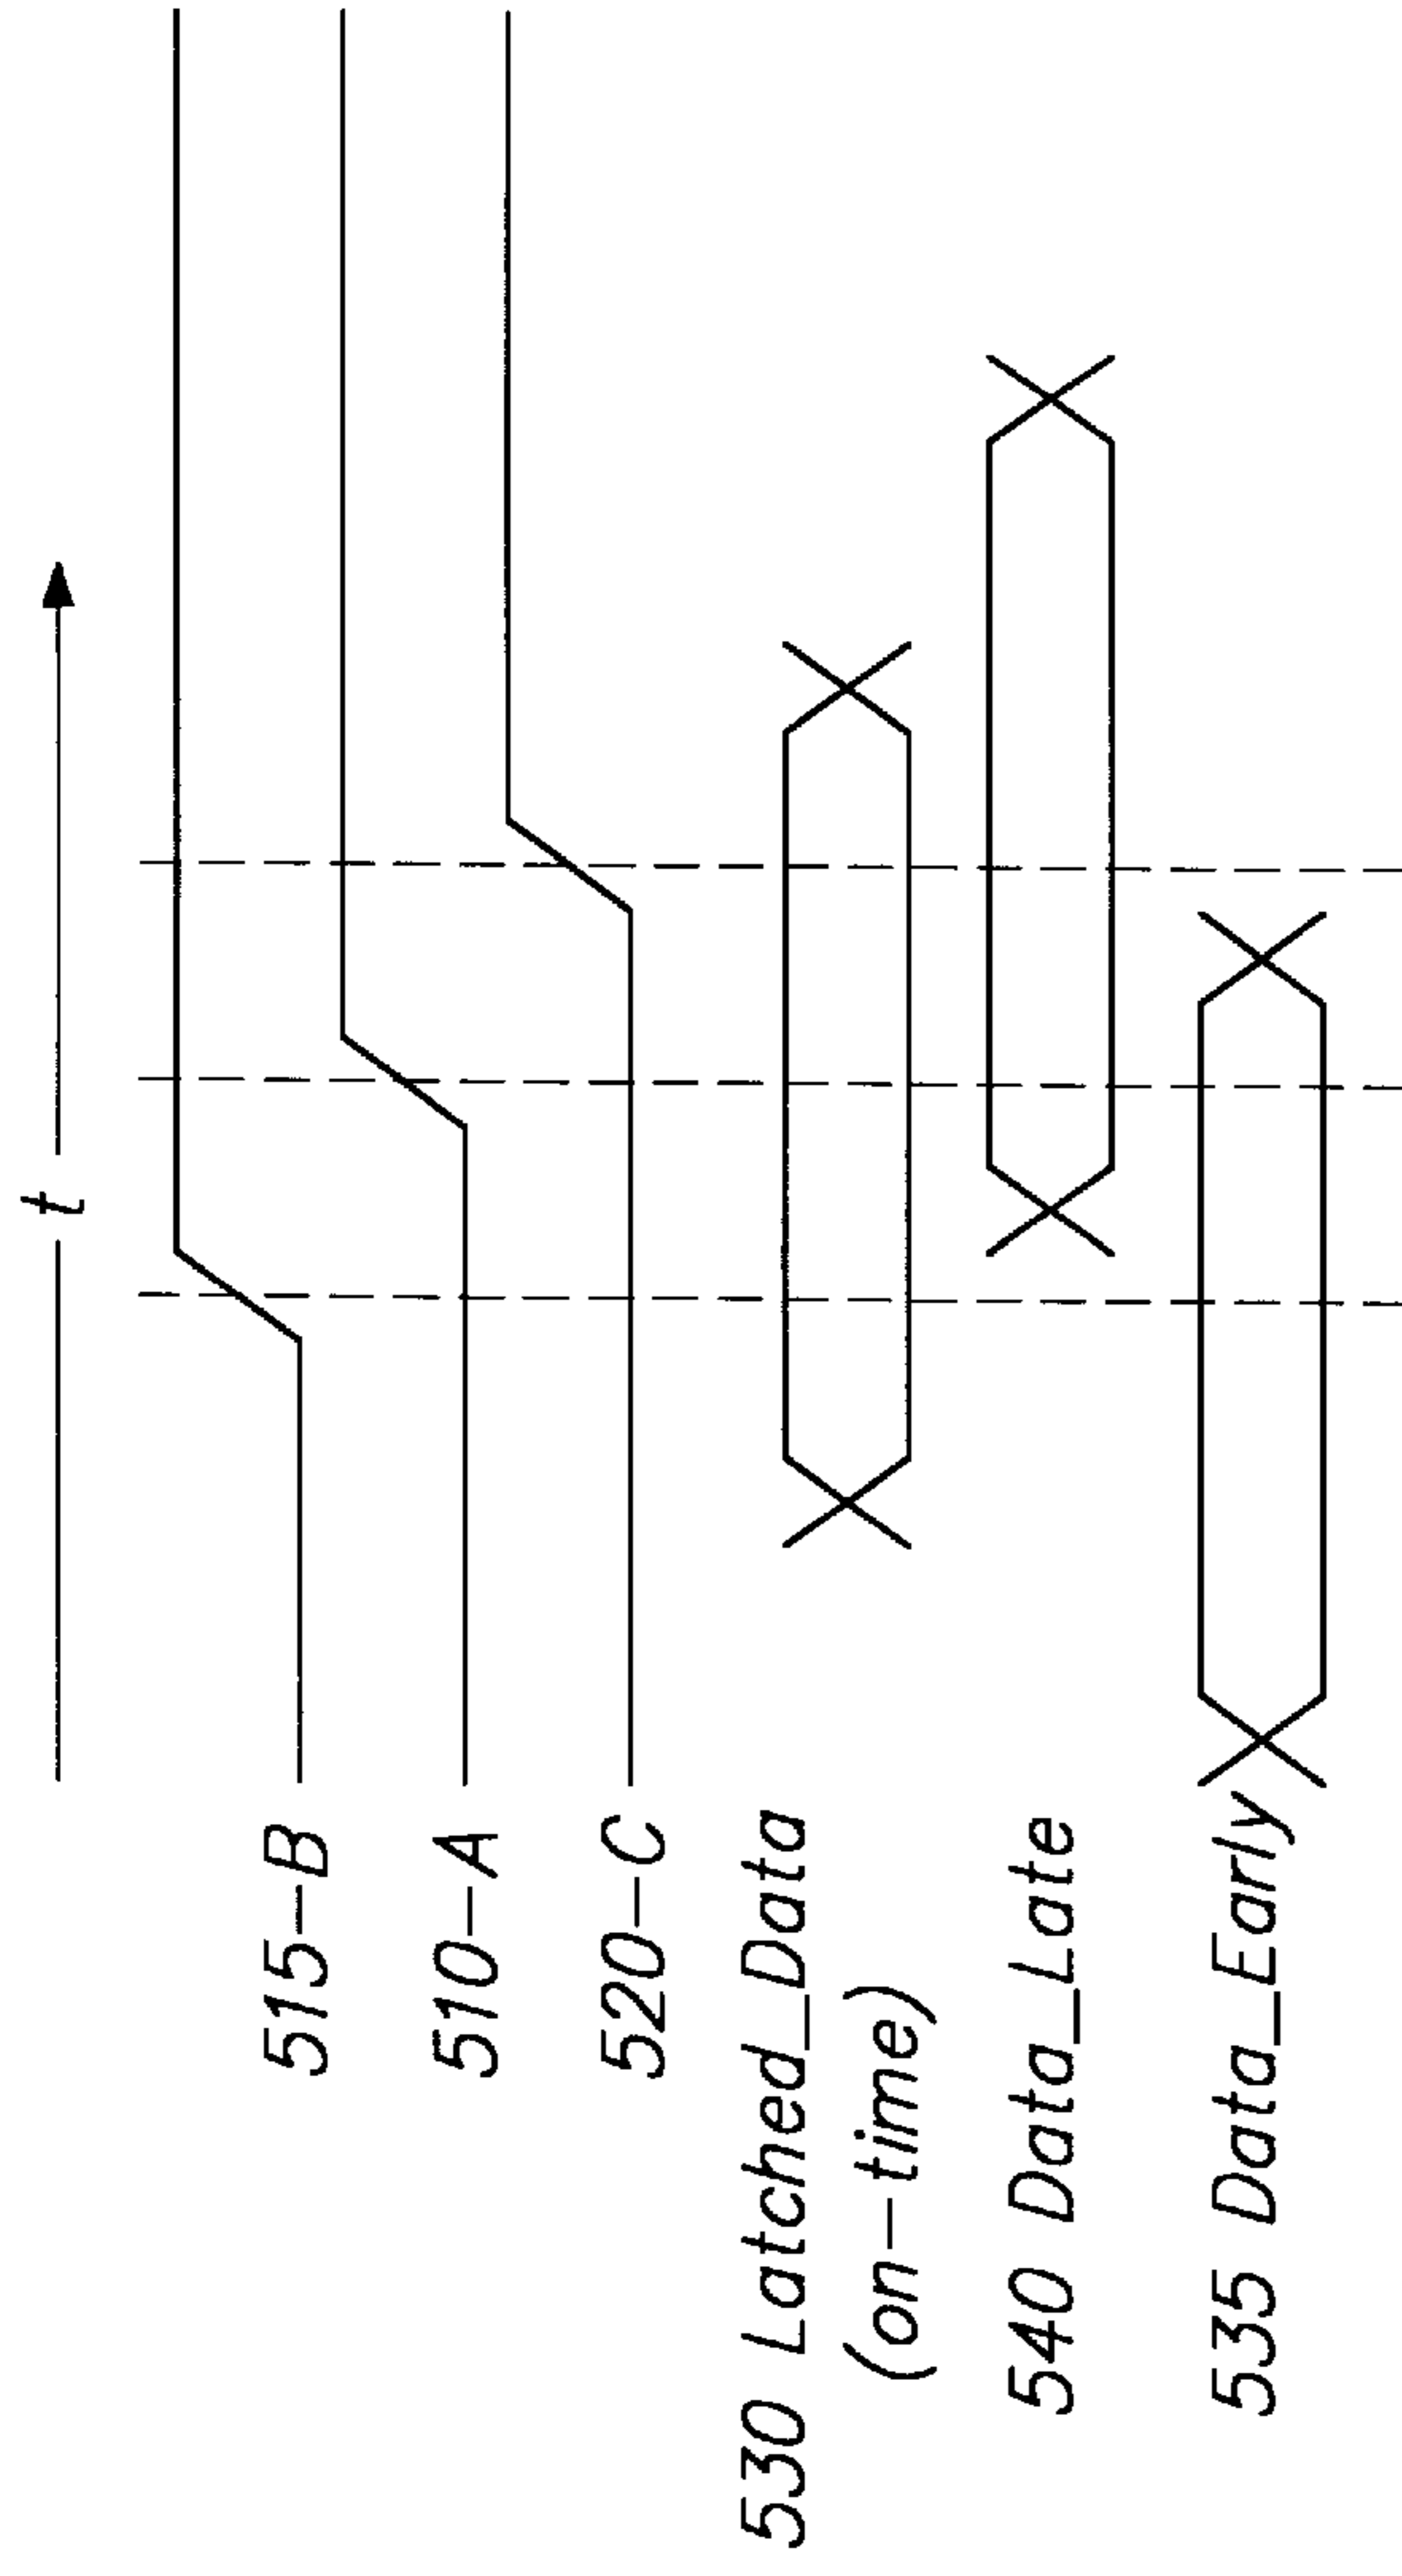 t
515-B
510-A
520-C
530 Latched_Data
(on-time)
540 Data_Late
535 Data_Early